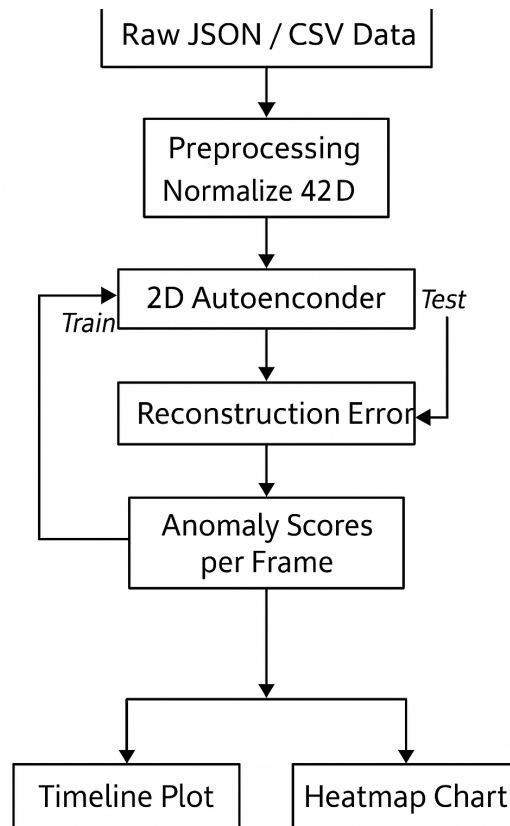 Raw JSON / CSV Data
Preprocessing
Normalize 42D
2D Autoenconder
Test
Train
Reconstruction Error
Anomaly Scores
per Frame
Timeline Plot
Heatmap Chart